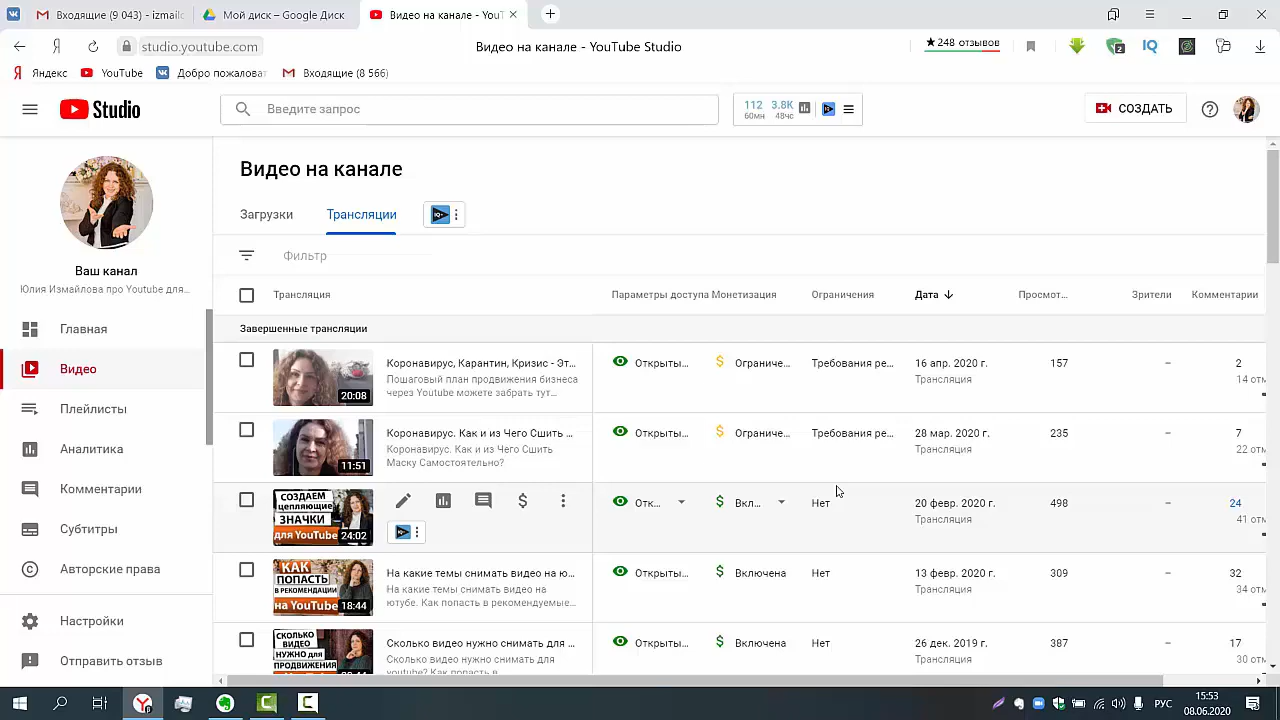 Входящие (9 043) - izmailc
Мой диск – Google Диск
Видео на канале - YouT
я
studio.youtube.com
Видео на канале - YouTube Studio
★248 отзывов
2
IQ
Яндекс
YouTube
Добро пожалова
Входящие (8 566)
Studio
Введите запрос
112 3.8K
60мн 48чс
СОЗДАТЬ
Ваш канал
Юлия Измайлова про Youtube для...
Главная
Видео
Плейлисты
Аналитика
Комментарии
Субтитры
Авторские права
Настройки
Отправить отзыв
Видео на канале
Загрузки Трансляции
Фильтр
Трансляция Параметры доступа Монетизация Ограничения Дата Просмот... Зрители Комментарии
Завершенные трансляции
20:08
Коронавирус, Карантин, Кризис - Эт...
Пошаговый план продвижения бизнеса
через Youtube можете забрать тут...
Открыты... $ Ограниче... Требования ре... 16 апр. 2020 г. 157 – 2
Трансляция 14 отм
11:51
Коронавирус. Как и из Чего Сшить ...
Коронавирус. Как и из Чего Сшить
Маску Самостоятельно?
Открыты... $ Ограниче... Требования ре... 28 мар. 2020 г. 235 – 7
Трансляция 22 отм
СОЗДАЕМ
цепляющие
ЗНАЧКИ
для YouTube
24:02
Отк... $ Вкл... Нет 20 февр. 2020 г. 498 – 24
Трансляция 41 отм
КАК
ПОПАСТЬ
В РЕКОМЕНДАЦИИ
на YouTube
18:44
На какие темы снимать видео на ю...
На какие темы снимать видео на
ютубе. Как попасть в рекомендуемые...
Открыты... $ Включена Нет 13 февр. 2020 г. 309 – 32
Трансляция 34 отм
СКОЛЬКО
ВИДЕО
НУЖНО для
ПРОДВИЖЕНИЯ
Сколько видео нужно снимать для ...
Сколько видео нужно снимать для
youtube? Как попасть в
Открыты... $ Включена Нет 26 дек. 2019 г. 387 – 17
Трансляция 30 отм
РУС
15:53
08.06.2020